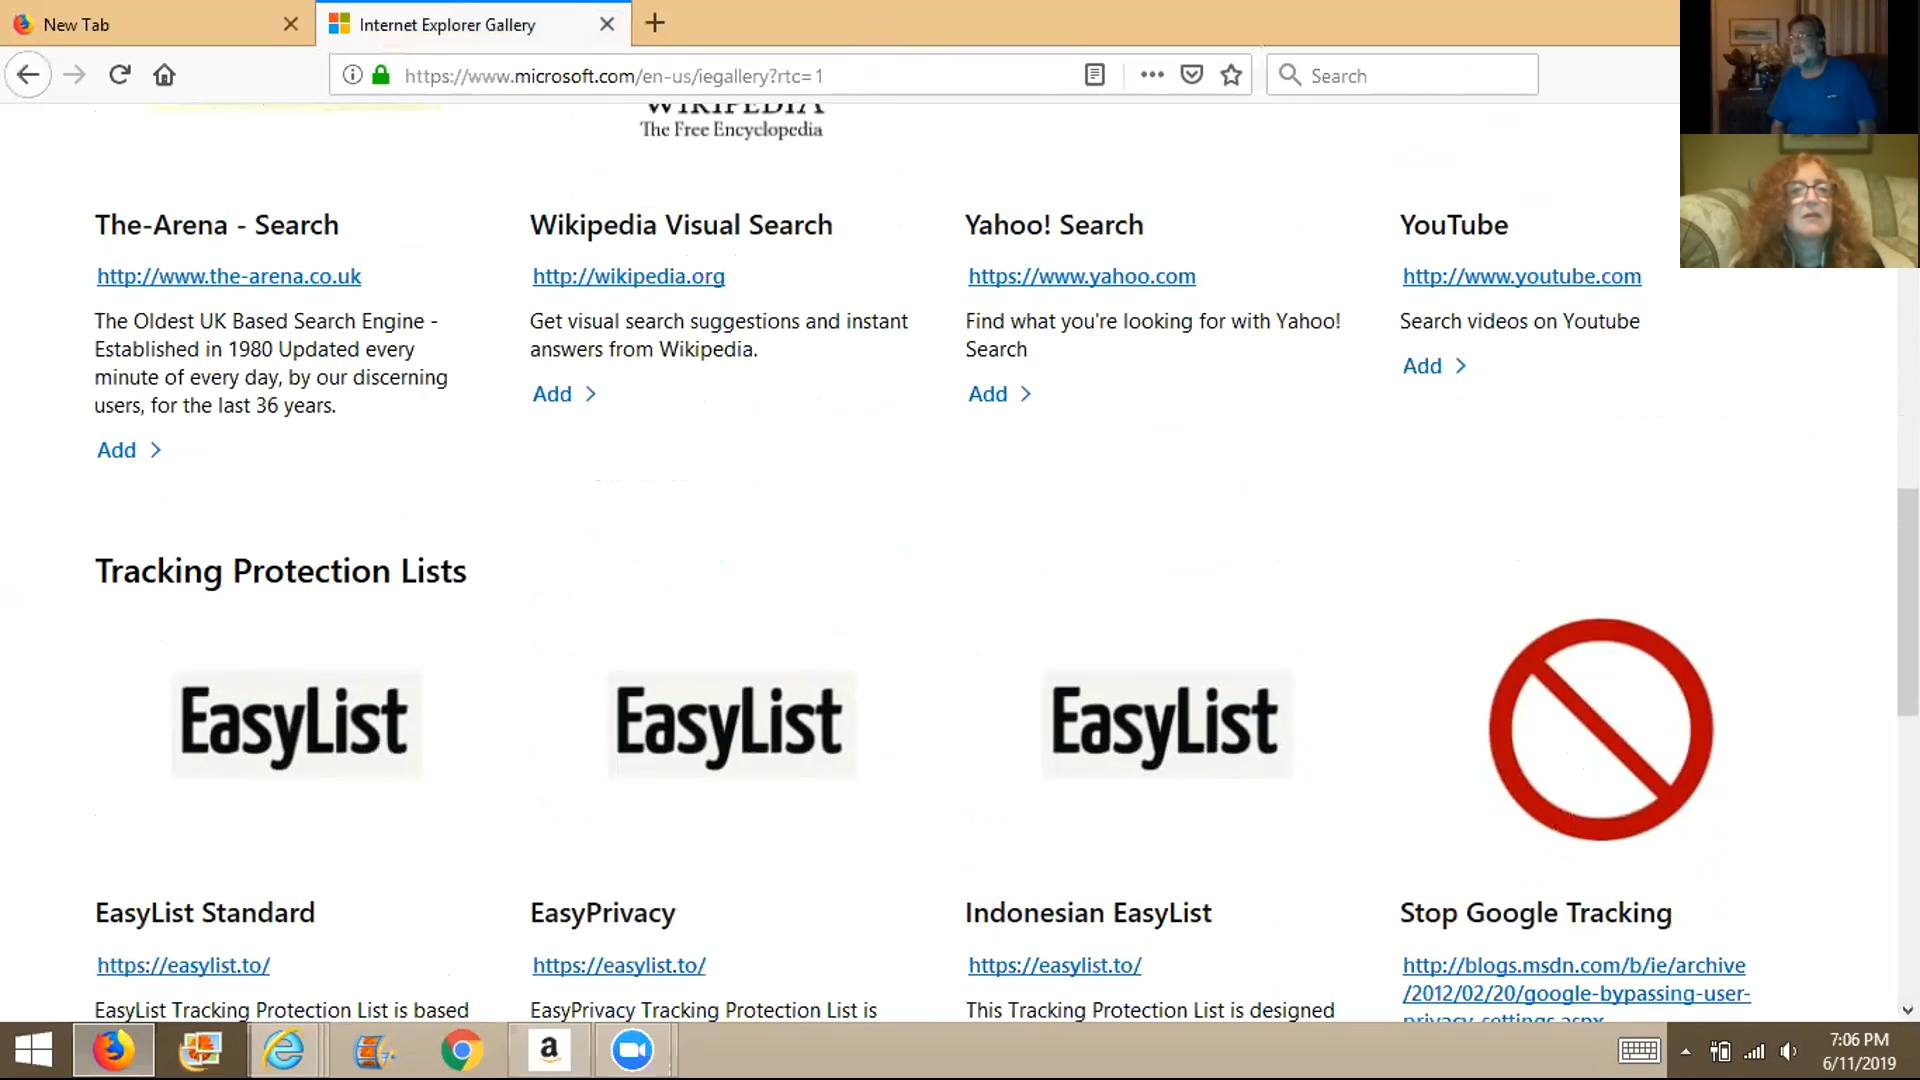 New Tab
Internet Explorer Gallery
https://www.microsoft.com/en-us/iegallery?rtc=1
Search
WIKIPEDIA
The Free Encyclopedia
The-Arena - Search
Wikipedia Visual Search
Yahoo! Search
YouTube
http://www.the-arena.co.uk
http://wikipedia.org
https://www.yahoo.com
http://www.youtube.com
The Oldest UK Based Search Engine -
Established in 1980 Updated every
minute of every day, by our discerning
users, for the last 36 years.
Get visual search suggestions and instant
answers from Wikipedia.
Find what you're looking for with Yahoo!
Search
Search videos on Youtube
Add
Add
Add
Add
Tracking Protection Lists
EasyList
EasyList
EasyList
EasyList Standard
EasyPrivacy
Indonesian EasyList
Stop Google Tracking
https://easylist.to/
https://easylist.to/
https://easylist.to/
http://blogs.msdn.com/b/ie/archive
/2012/02/20/google-bypassing-user-
privacy-settings.aspx
EasyList Tracking Protection List is based
EasyPrivacy Tracking Protection List is
This Tracking Protection List is designed
a
7:06 PM
6/11/2019